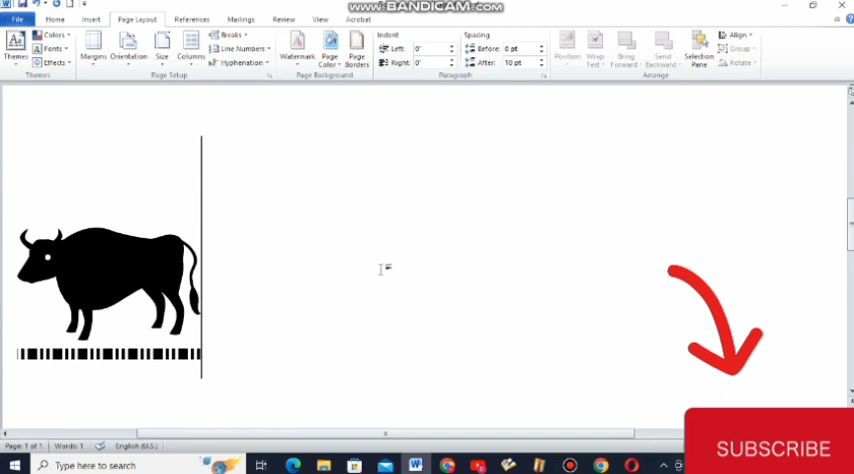 www.BANDICAM.com
File Home Insert Page Layout References Mailings Review View Acrobat
Colors Breaks Indent Spacing Align
Fonts Line Numbers Left: 0" Before: 0 pt Group
Themes Effects Margins Orientation Size Columns Hyphenation Watermark Page Color Page Borders Right: 0" After: 10 pt Position Wrap Text Bring Forward Send Backward Selection Pane Rotate
Themes Page Setup Page Background Paragraph Arrange
SUBSCRIBE
Page: 1 of 1 Words: 1 English (U.S.)
Type here to search